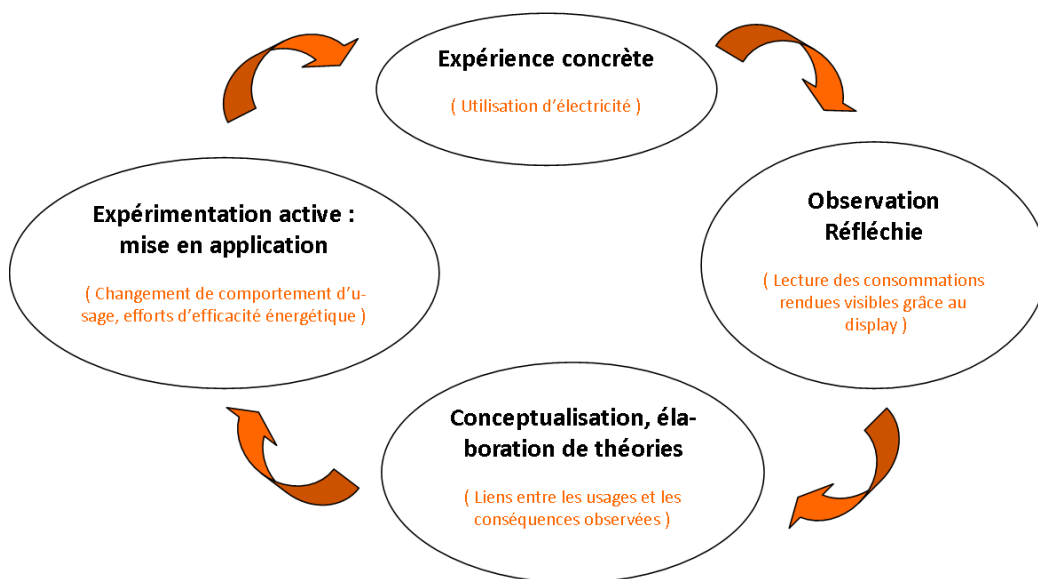 Expérience concrète
( Utilisation d'électricité )
Observation
Réfléchie
( Lecture des consommations
rendues visibles grâce au
display )
Conceptualisation, éla-
boration de théories
( Liens entre les usages et les
conséquences observées )
Expérimentation active :
mise en application
( Changement de comportement d'u-
sage, efforts d'efficacité énergétique )